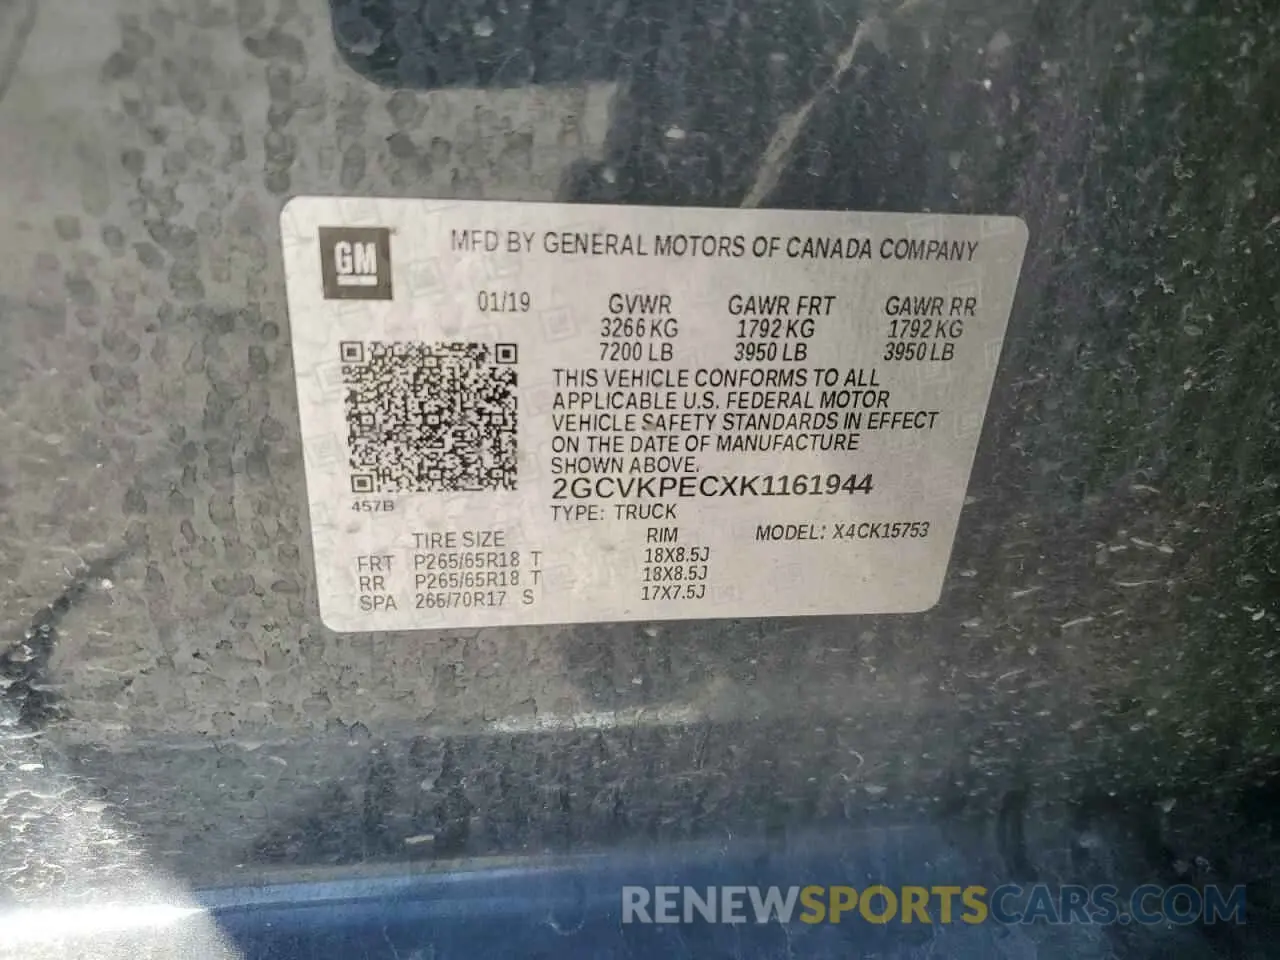 GM
MFD BY GENERAL MOTORS OF CANADA COMPANY
01/19 GVWR GAWR FRT GAWR RR
3266 KG 1792 KG 1792 KG
7200 LB 3950 LB 3950 LB
THIS VEHICLE CONFORMS TO ALL
APPLICABLE U.S. FEDERAL MOTOR
VEHICLE SAFETY STANDARDS IN EFFECT
ON THE DATE OF MANUFACTURE
SHOWN ABOVE.
2GCVKPECXK1161944
457B
TYPE: TRUCK
TIRE SIZE RIM MODEL: X4CK15753
FRT P265/65R18 T 18X8.5J
RR P265/65R18 T 18X8.5J
SPA 265/70R17 S 17X7.5J
RENEWSPORTSCARS.COM